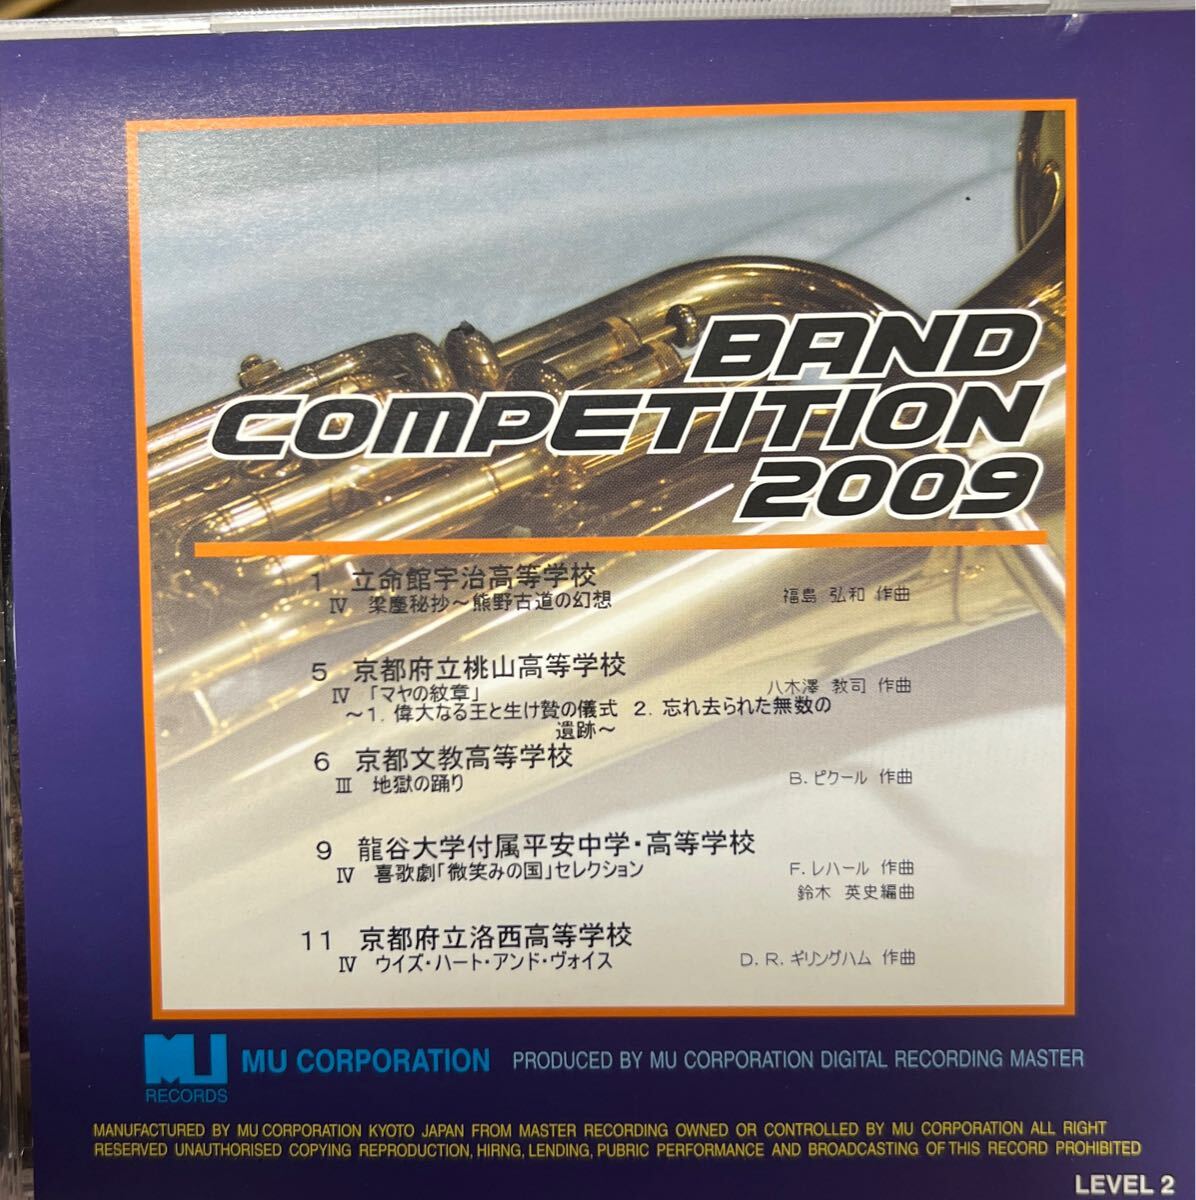 BAND
COMPETITION
2009
1 立命館宇治高等学校
Ⅳ 梁塵秘抄～熊野古道の幻想 福島 弘和 作曲
5 京都府立桃山高等学校
Ⅳ 「マヤの紋章」 八木澤 教司 作曲
～1. 偉大なる王と生け贄の儀式 2. 忘れ去られた無数の
遺跡～
6 京都文教高等学校
Ⅲ 地獄の踊り B. ピクール 作曲
9 龍谷大学付属平安中学・高等学校
Ⅳ 喜歌劇「微笑みの国」セレクション F. レハール 作曲
鈴木 英史編曲
11 京都府立洛西高等学校
Ⅳ ウイズ・ハート・アンド・ヴォイス D. R. ギリングハム 作曲
MU
RECORDS
MU CORPORATION PRODUCED BY MU CORPORATION DIGITAL RECORDING MASTER
MANUFACTURED BY MU CORPORATION KYOTO JAPAN FROM MASTER RECORDING OWNED OR CONTROLLED BY MU CORPORATION ALL RIGHT
RESERVED UNAUTHORISED COPYING REPRODUCTION, HIRNG, LENDING, PUBRIC PERFORMANCE AND BROADCASTING OF THIS RECORD PROHIBITED
LEVEL 2